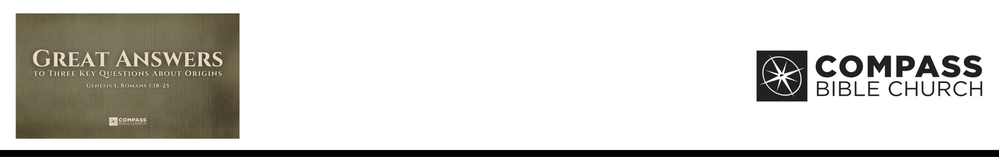 Great Answers
to Three Key Questions About Origins
Genesis 1, Romans 1:18-25
COMPASS
BIBLE CHURCH
COMPASS
BIBLE CHURCH